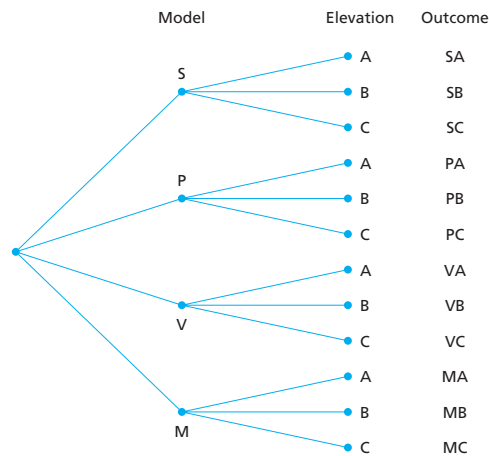 Model Elevation Outcome
A SA
S
B SB
C SC
A PA
P
B PB
C PC
A VA
B VB
V
C VC
A MA
B MB
M
C MC